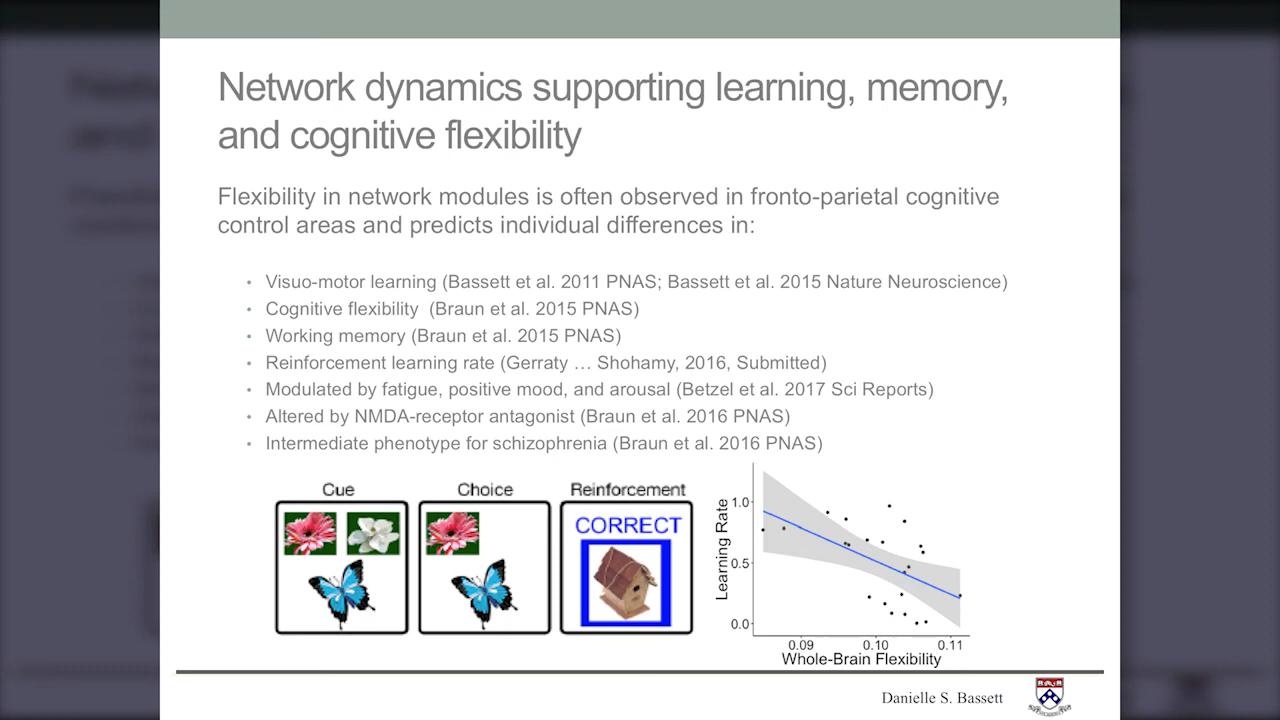 Network dynamics supporting learning, memory,
and cognitive flexibility
Flexibility in network modules is often observed in fronto-parietal cognitive
control areas and predicts individual differences in:
• Visuo-motor learning (Bassett et al. 2011 PNAS; Bassett et al. 2015 Nature Neuroscience)
• Cognitive flexibility (Braun et al. 2015 PNAS)
• Working memory (Braun et al. 2015 PNAS)
• Reinforcement learning rate (Gerraty … Shohamy, 2016, Submitted)
• Modulated by fatigue, positive mood, and arousal (Betzel et al. 2017 Sci Reports)
• Altered by NMDA-receptor antagonist (Braun et al. 2016 PNAS)
• Intermediate phenotype for schizophrenia (Braun et al. 2016 PNAS)
Cue Choice Reinforcement
CORRECT
Learning Rate
1.0
0.5
0.0
0.09 0.10 0.11
Whole-Brain Flexibility
Danielle S. Bassett